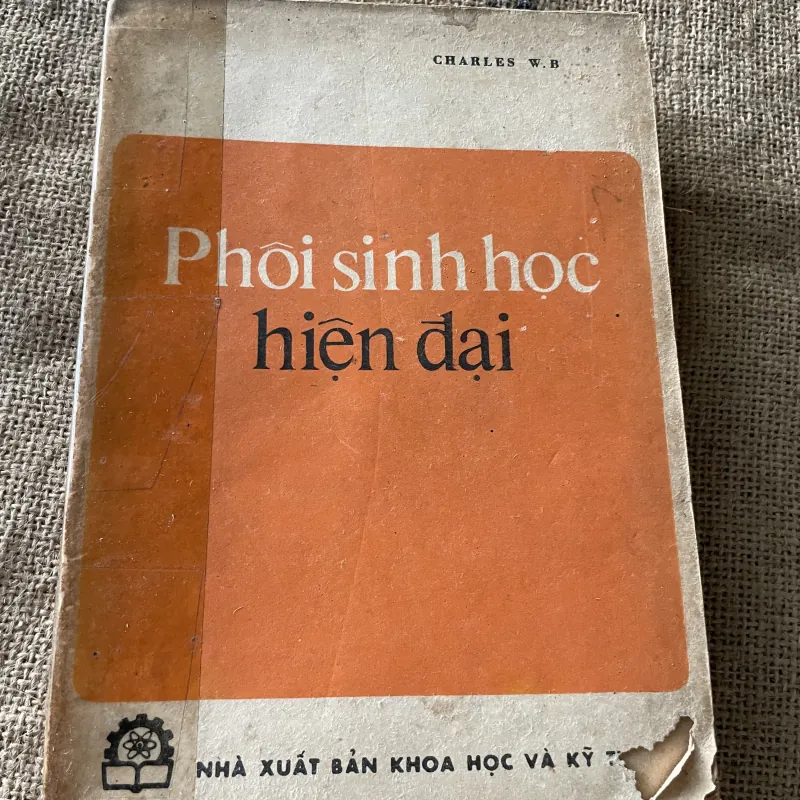 CHARLES W. B
Phôi sinh học
hiện đại
NHÀ XUẤT BẢN KHOA HỌC VÀ KỸ T